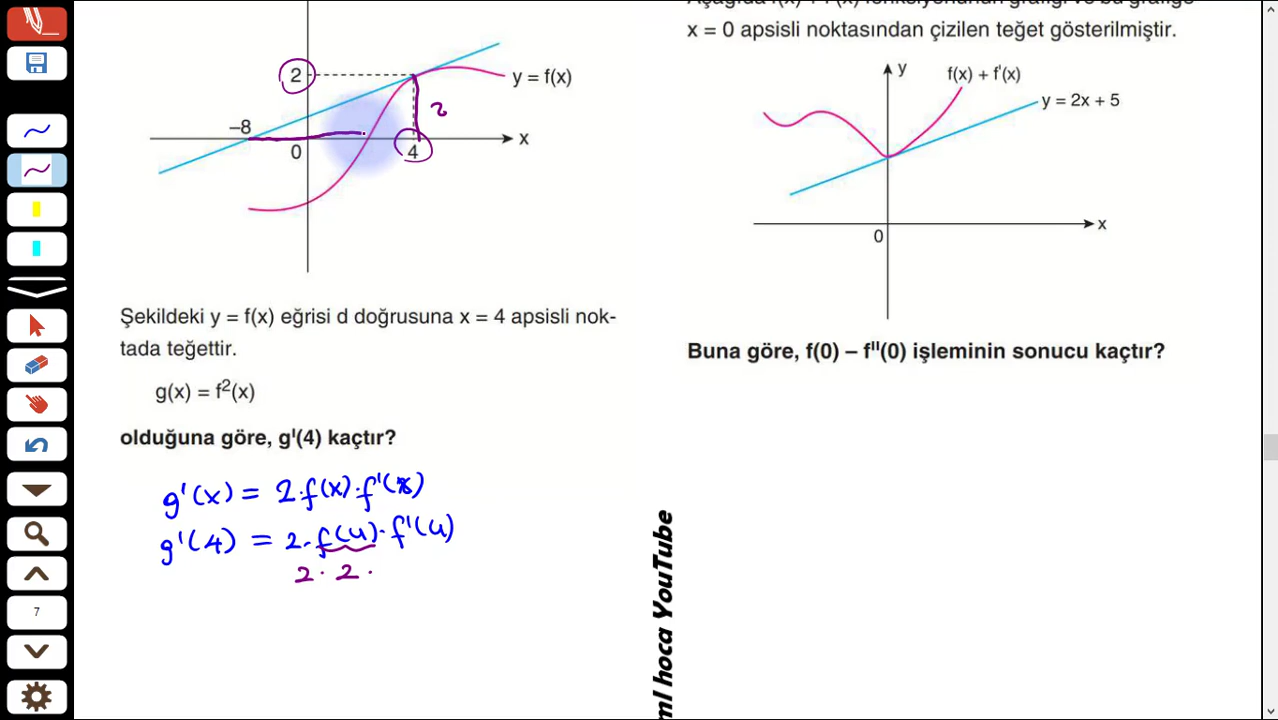 2
y = f(x)
2
–8
0
4
x
Şekildeki y = f(x) eğrisi d doğrusuna x = 4 apsisli nok-
tada teğettir.
g(x) = f²(x)
olduğuna göre, gᴵ(4) kaçtır?
g'(x) = 2·f(x)·f'(x)
g'(4) = 2·f(4)·f'(4)
2·2·
7
x = 0 apsisli noktasından çizilen teğet gösterilmiştir.
y
f(x) + f'(x)
y = 2x + 5
x
0
Buna göre, f(0) – fᴵᴵ(0) işleminin sonucu kaçtır?
ml hoca YouTube